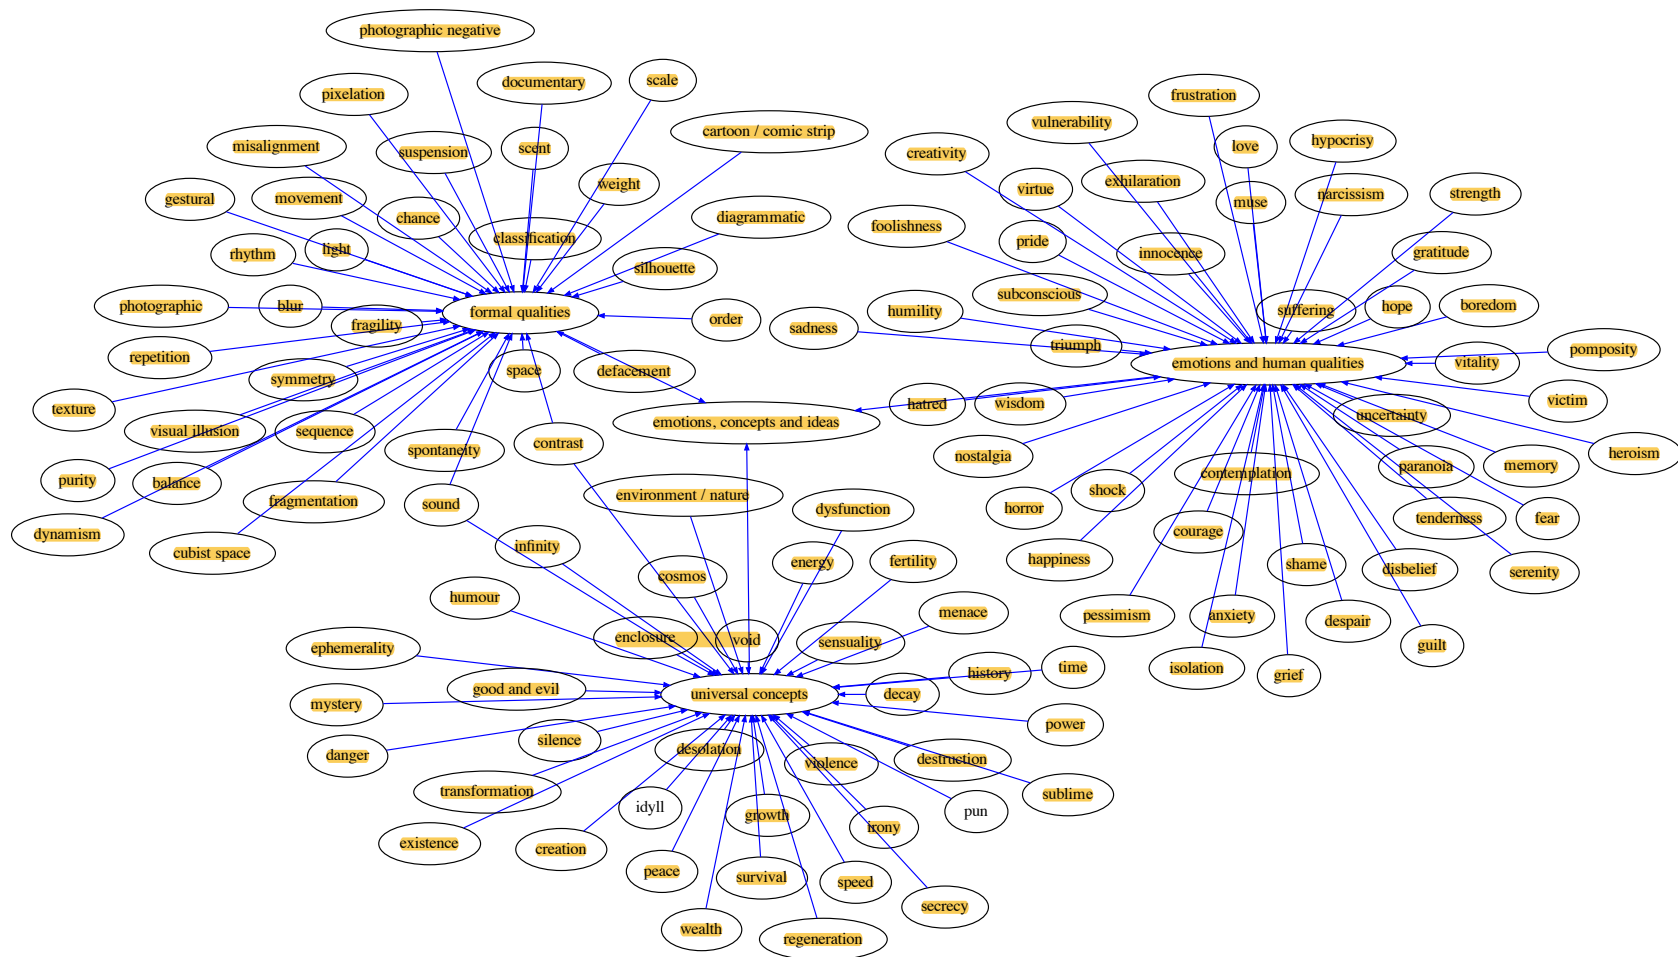 photographic negative
documentary
scale
pixelation
cartoon / comic strip
misalignment
suspension
scent
weight
gestural
movement
chance
diagrammatic
classification
rhythm
light
silhouette
photographic
blur
formal qualities
order
fragility
repetition
space
defacement
symmetry
texture
emotions, concepts and ideas
visual illusion
sequence
contrast
spontaneity
purity
balance
fragmentation
sound
dynamism
cubist space
frustration
vulnerability
love
hypocrisy
creativity
exhilaration
virtue
muse
narcissism
strength
foolishness
pride
innocence
gratitude
subconscious
suffering
hope
boredom
humility
sadness
triumph
emotions and human qualities
pomposity
vitality
hatred
wisdom
victim
uncertainty
nostalgia
heroism
contemplation
paranoia
memory
shock
horror
courage
tenderness
fear
happiness
shame
disbelief
serenity
pessimism
anxiety
despair
guilt
isolation
grief
environment / nature
dysfunction
infinity
energy
fertility
cosmos
humour
menace
enclosure
void
sensuality
ephemerality
history
time
good and evil
universal concepts
decay
mystery
power
silence
desolation
danger
violence
destruction
transformation
sublime
idyll
growth
pun
irony
existence
creation
peace
survival
speed
secrecy
wealth
regeneration